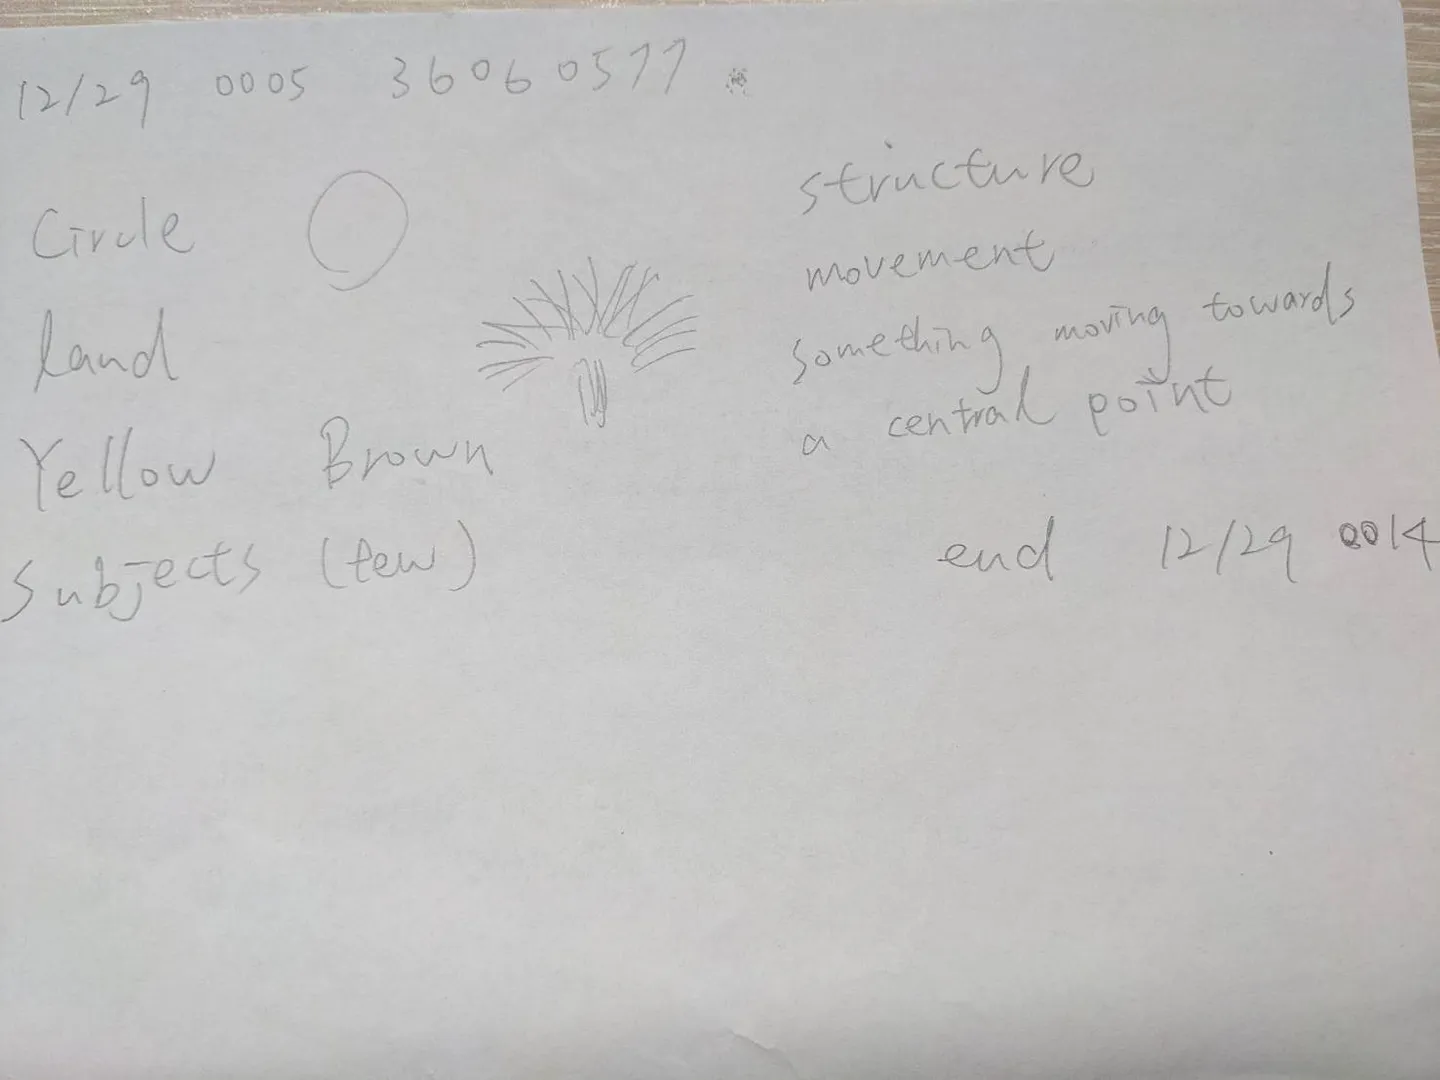 12/29 0005 36060577
Circle
land
Yellow Brown
Subjects (few)
structure
movement
something moving towards
a central point
end 12/29 0014